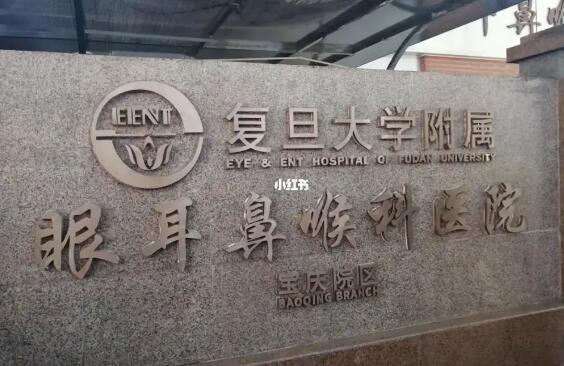 EENT
复旦大学附属
EYE & ENT HOSPITAL OF FUDAN UNIVERSITY
小红书
眼耳鼻喉科医院
宝庆院区
BAOQING BRANCH